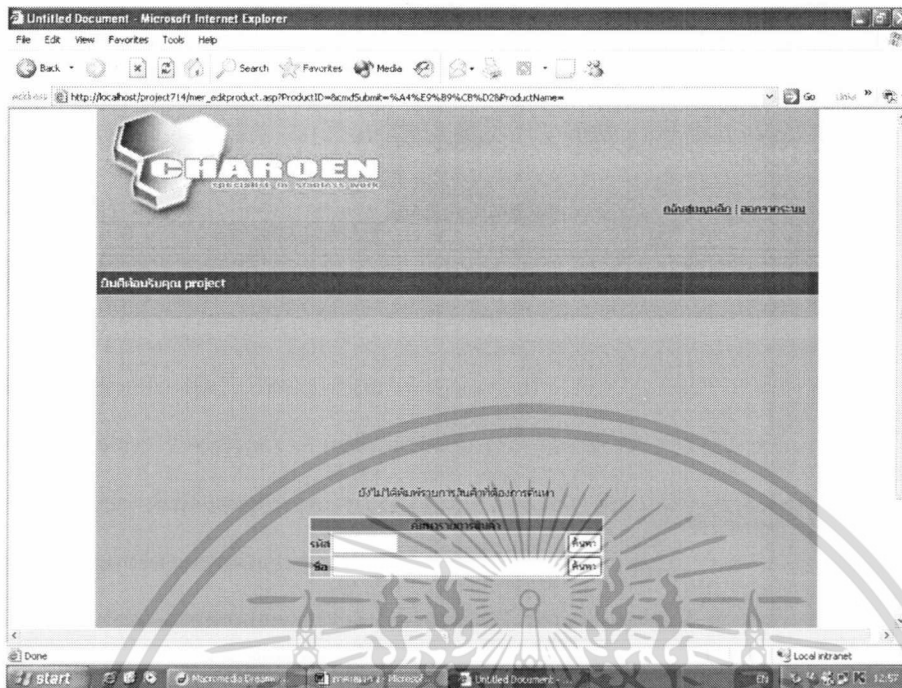 Untitled Document - Microsoft Internet Explorer
File Edit View Favorites Tools Help
Back Search Favorites Media
Address http://localhost/project714/mer_editproduct.asp?ProductID=&cmdSubmit=%A4%E9%B9%CB%D2&ProductName= Go Links »
CHAROEN
specialist in stainless work
กลับสู่เมนูหลัก | ออกจากระบบ
ยินดีต้อนรับคุณ project
ยังไม่ได้พิมพ์รายการสินค้าที่ต้องการค้นหา
ค้นหารายการสินค้า
รหัส ค้นหา
ชื่อ ค้นหา
Done Local intranet
start Macromedia Dreamw... - Microsof... Untitled Document - ... EN 12:57